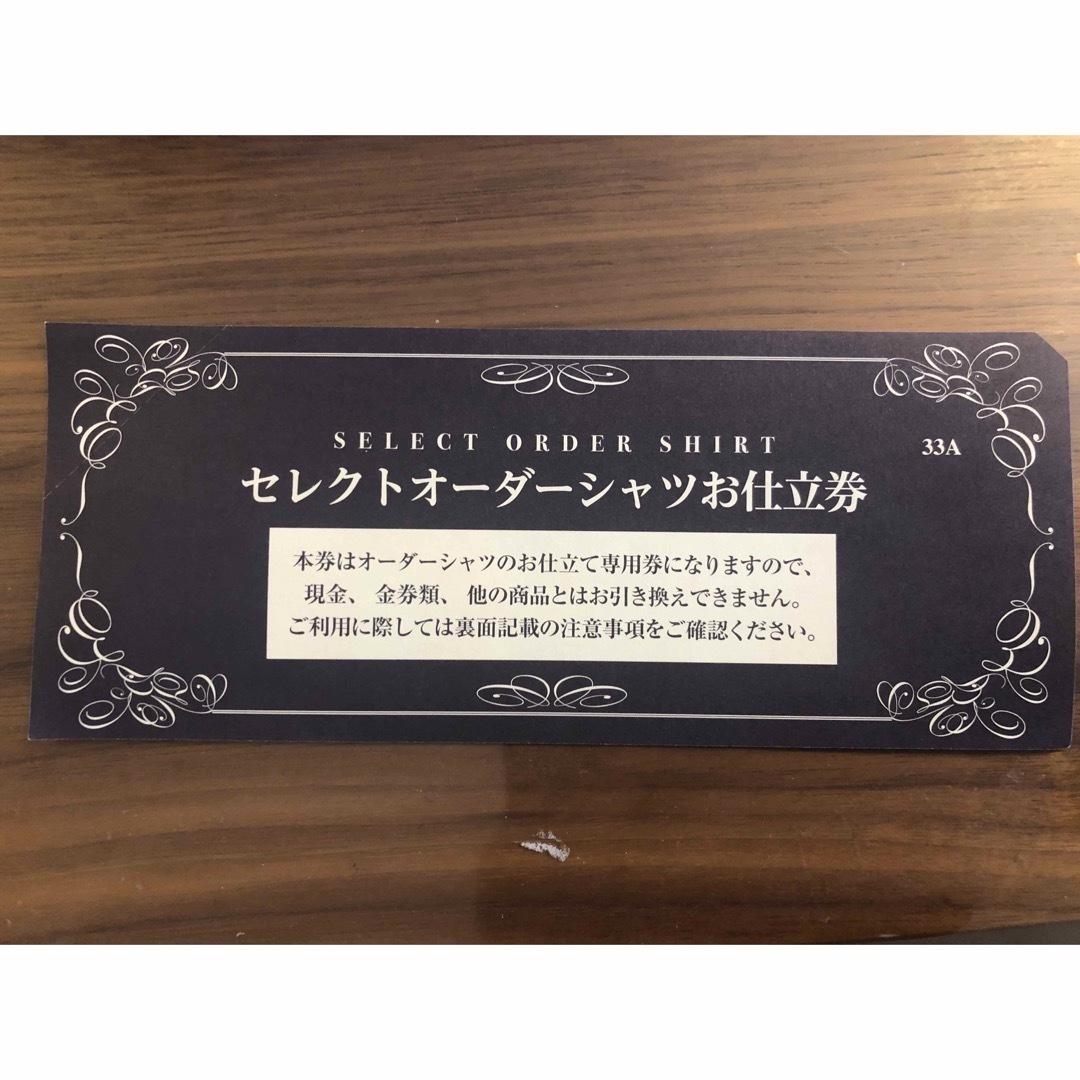 SELECT ORDER SHIRT
33A
セレクトオーダーシャツお仕立券
本券はオーダーシャツのお仕立て専用券になりますので、
現金、金券類、他の商品とはお引き換えできません。
ご利用に際しては裏面記載の注意事項をご確認ください。